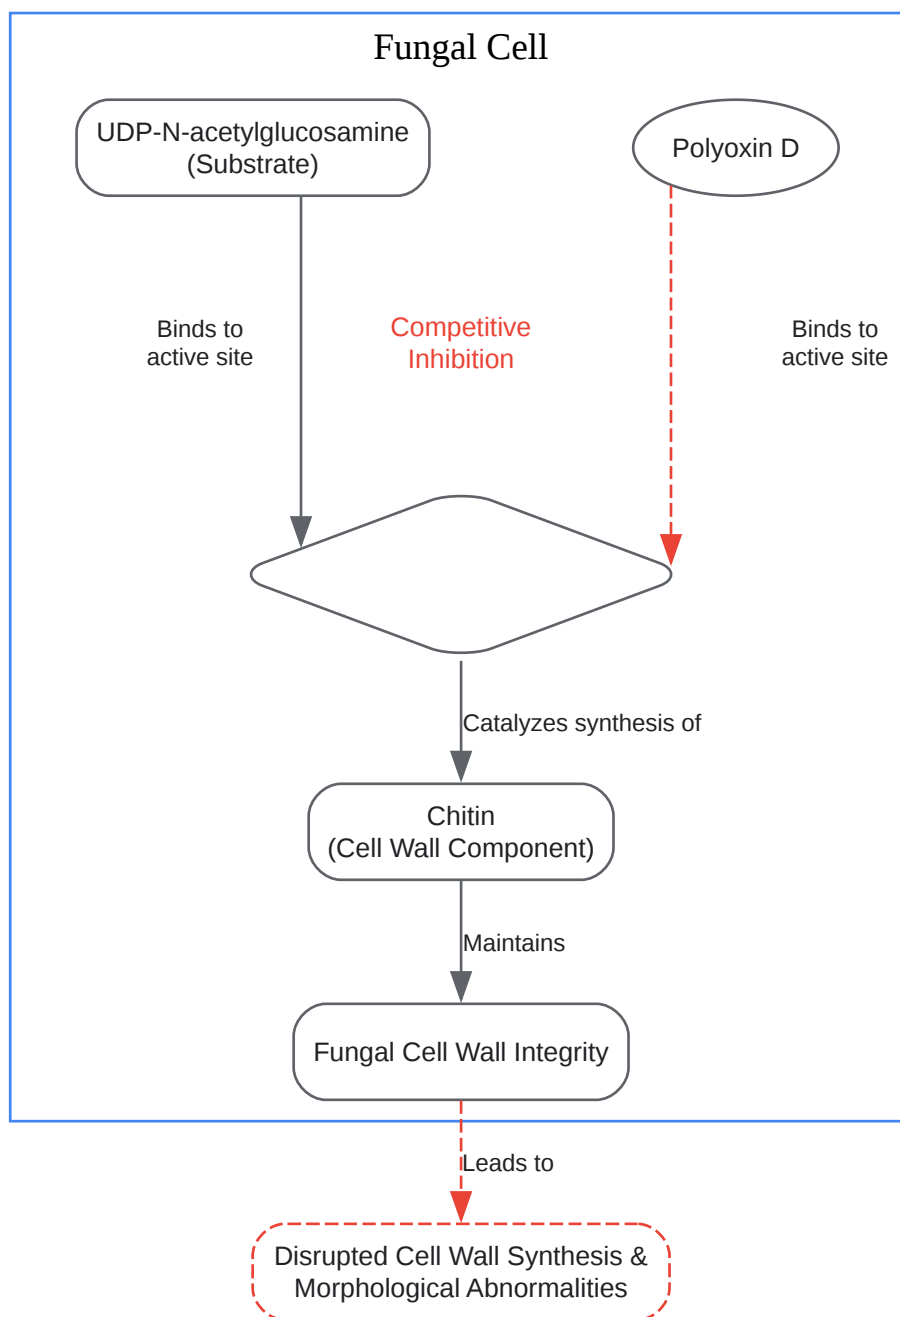 Fungal Cell
UDP-N-acetylglucosamine
(Substrate)
Polyoxin D
Binds to
active site
Competitive
Inhibition
Binds to
active site
Catalyzes synthesis of
Chitin
(Cell Wall Component)
Maintains
Fungal Cell Wall Integrity
Leads to
Disrupted Cell Wall Synthesis &
Morphological Abnormalities